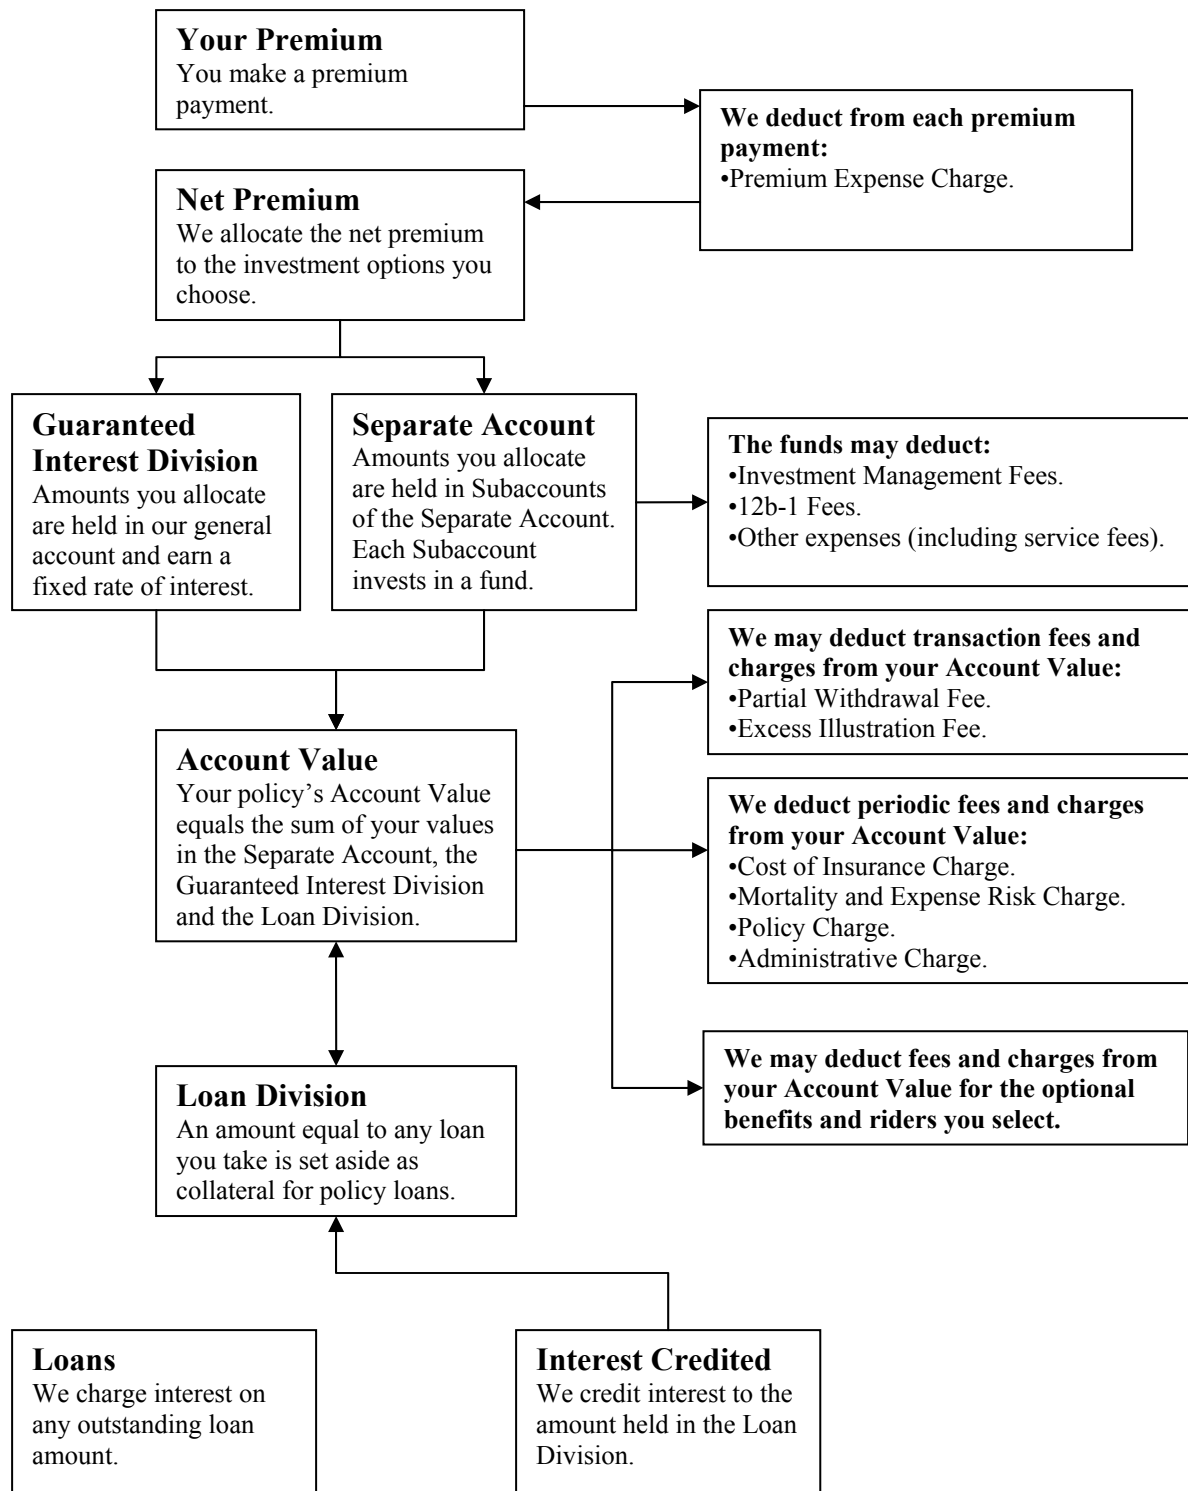 Your Premium
You make a premium
payment.
We deduct from each premium
payment:
•Premium Expense Charge.
Net Premium
We allocate the net premium
to the investment options you
choose.
Guaranteed
Interest Division
Amounts you allocate
are held in our general
account and earn a
fixed rate of interest.
Separate Account
Amounts you allocate
are held in Subaccounts
of the Separate Account.
Each Subaccount
invests in a fund.
The funds may deduct:
•Investment Management Fees.
•12b-1 Fees.
•Other expenses (including service fees).
We may deduct transaction fees and
charges from your Account Value:
•Partial Withdrawal Fee.
•Excess Illustration Fee.
Account Value
Your policy’s Account Value
equals the sum of your values
in the Separate Account, the
Guaranteed Interest Division
and the Loan Division.
We deduct periodic fees and charges
from your Account Value:
•Cost of Insurance Charge.
•Mortality and Expense Risk Charge.
•Policy Charge.
•Administrative Charge.
We may deduct fees and charges from
your Account Value for the optional
benefits and riders you select.
Loan Division
An amount equal to any loan
you take is set aside as
collateral for policy loans.
Loans
We charge interest on
any outstanding loan
amount.
Interest Credited
We credit interest to the
amount held in the Loan
Division.